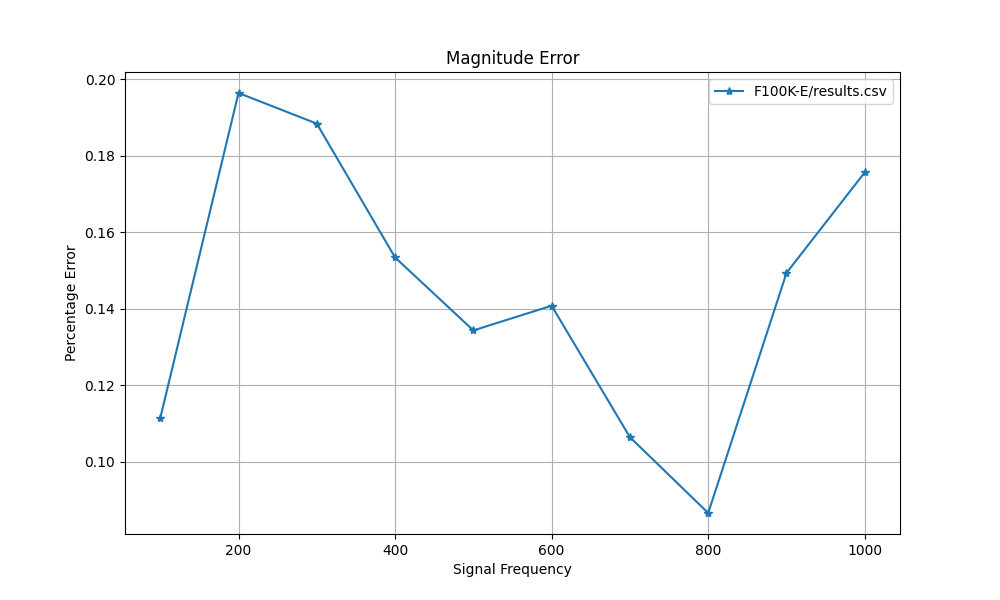 Magnitude Error
F100K-E/results.csv
Percentage Error
0.20
0.18
0.16
0.14
0.12
0.10
200 400 600 800 1000
Signal Frequency